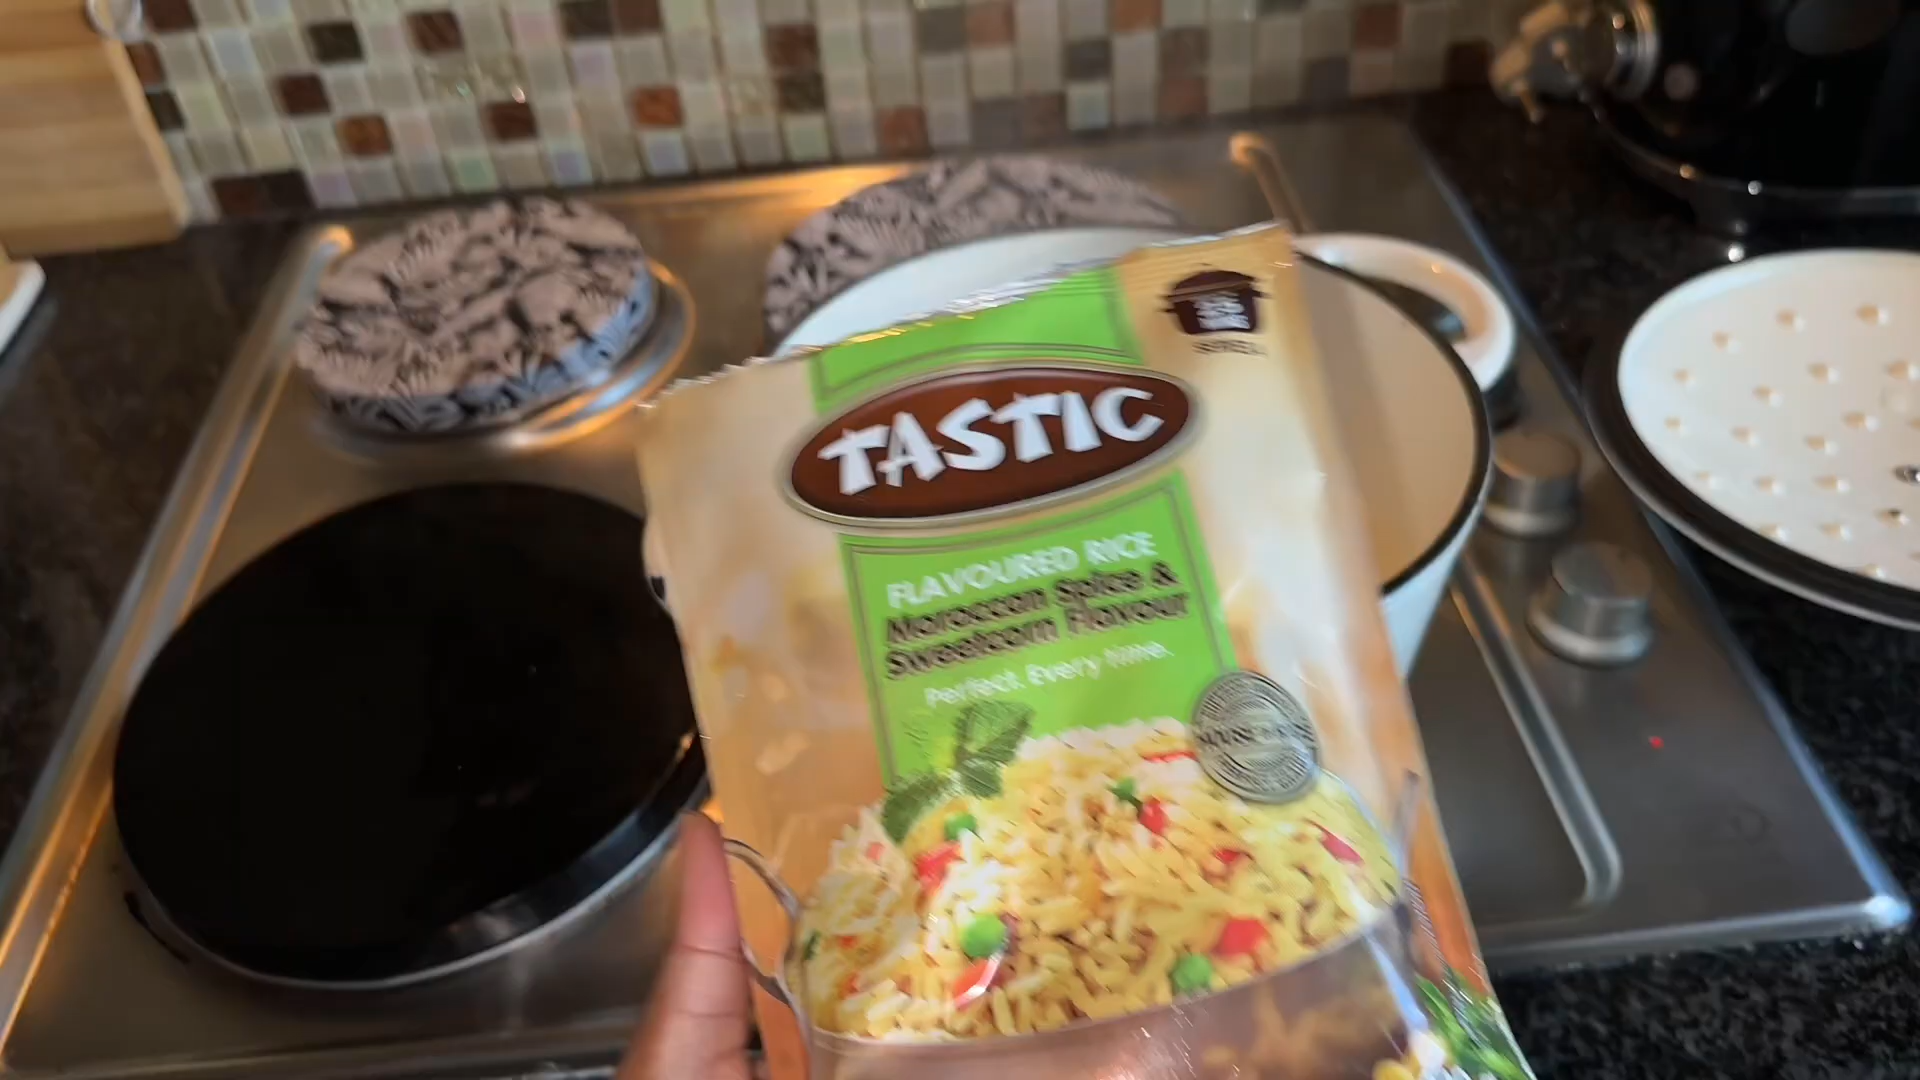 TASTIC
FLAVOURED RICE
Moroccan Spice &
Sweetcorn Flavour
Perfect Every time.